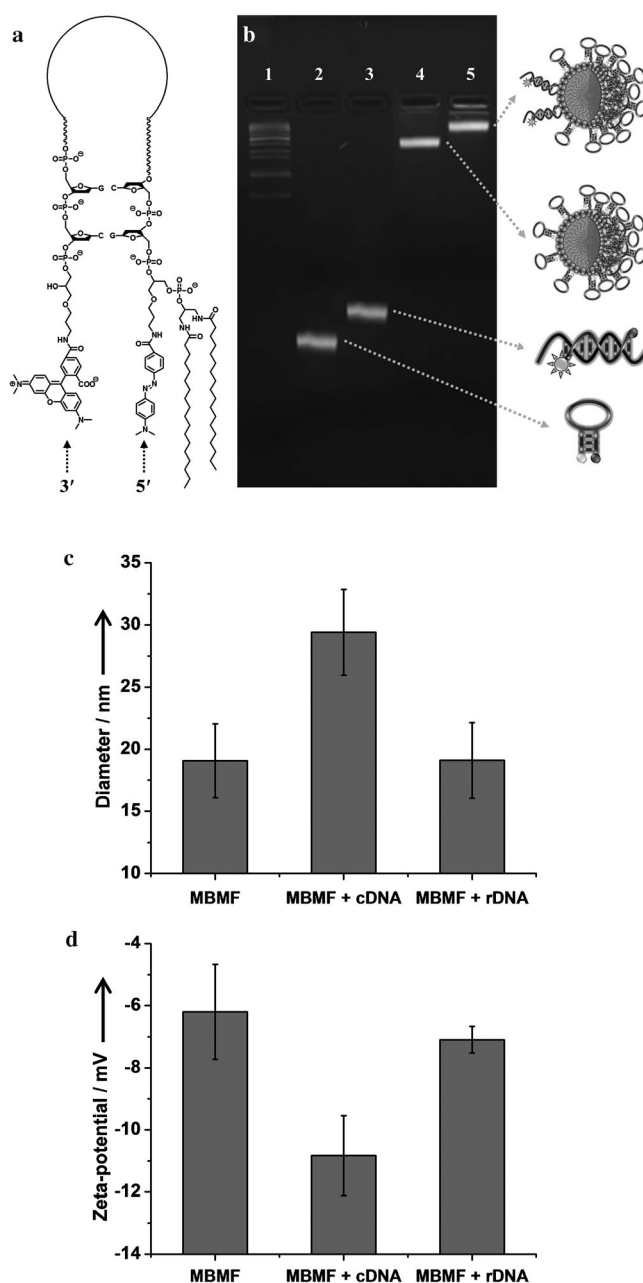 a
O
O=P-O⊖
G C
O
O=P-O⊖
⊖O-P=O
C G
O
O=P-O⊖
O=P-O⊖
HO
NH
O
COO⊖
N⊕
O
N
NH
O
N
N
N
O=P-O⊖
NH
HN
O
O
3′ 5′
b
1 2 3 4 5
c
Diameter / nm
35
30
25
20
15
10
MBMF MBMF + cDNA MBMF + rDNA
d
Zeta-potential / mV
-4
-6
-8
-10
-12
-14
MBMF MBMF + cDNA MBMF + rDNA